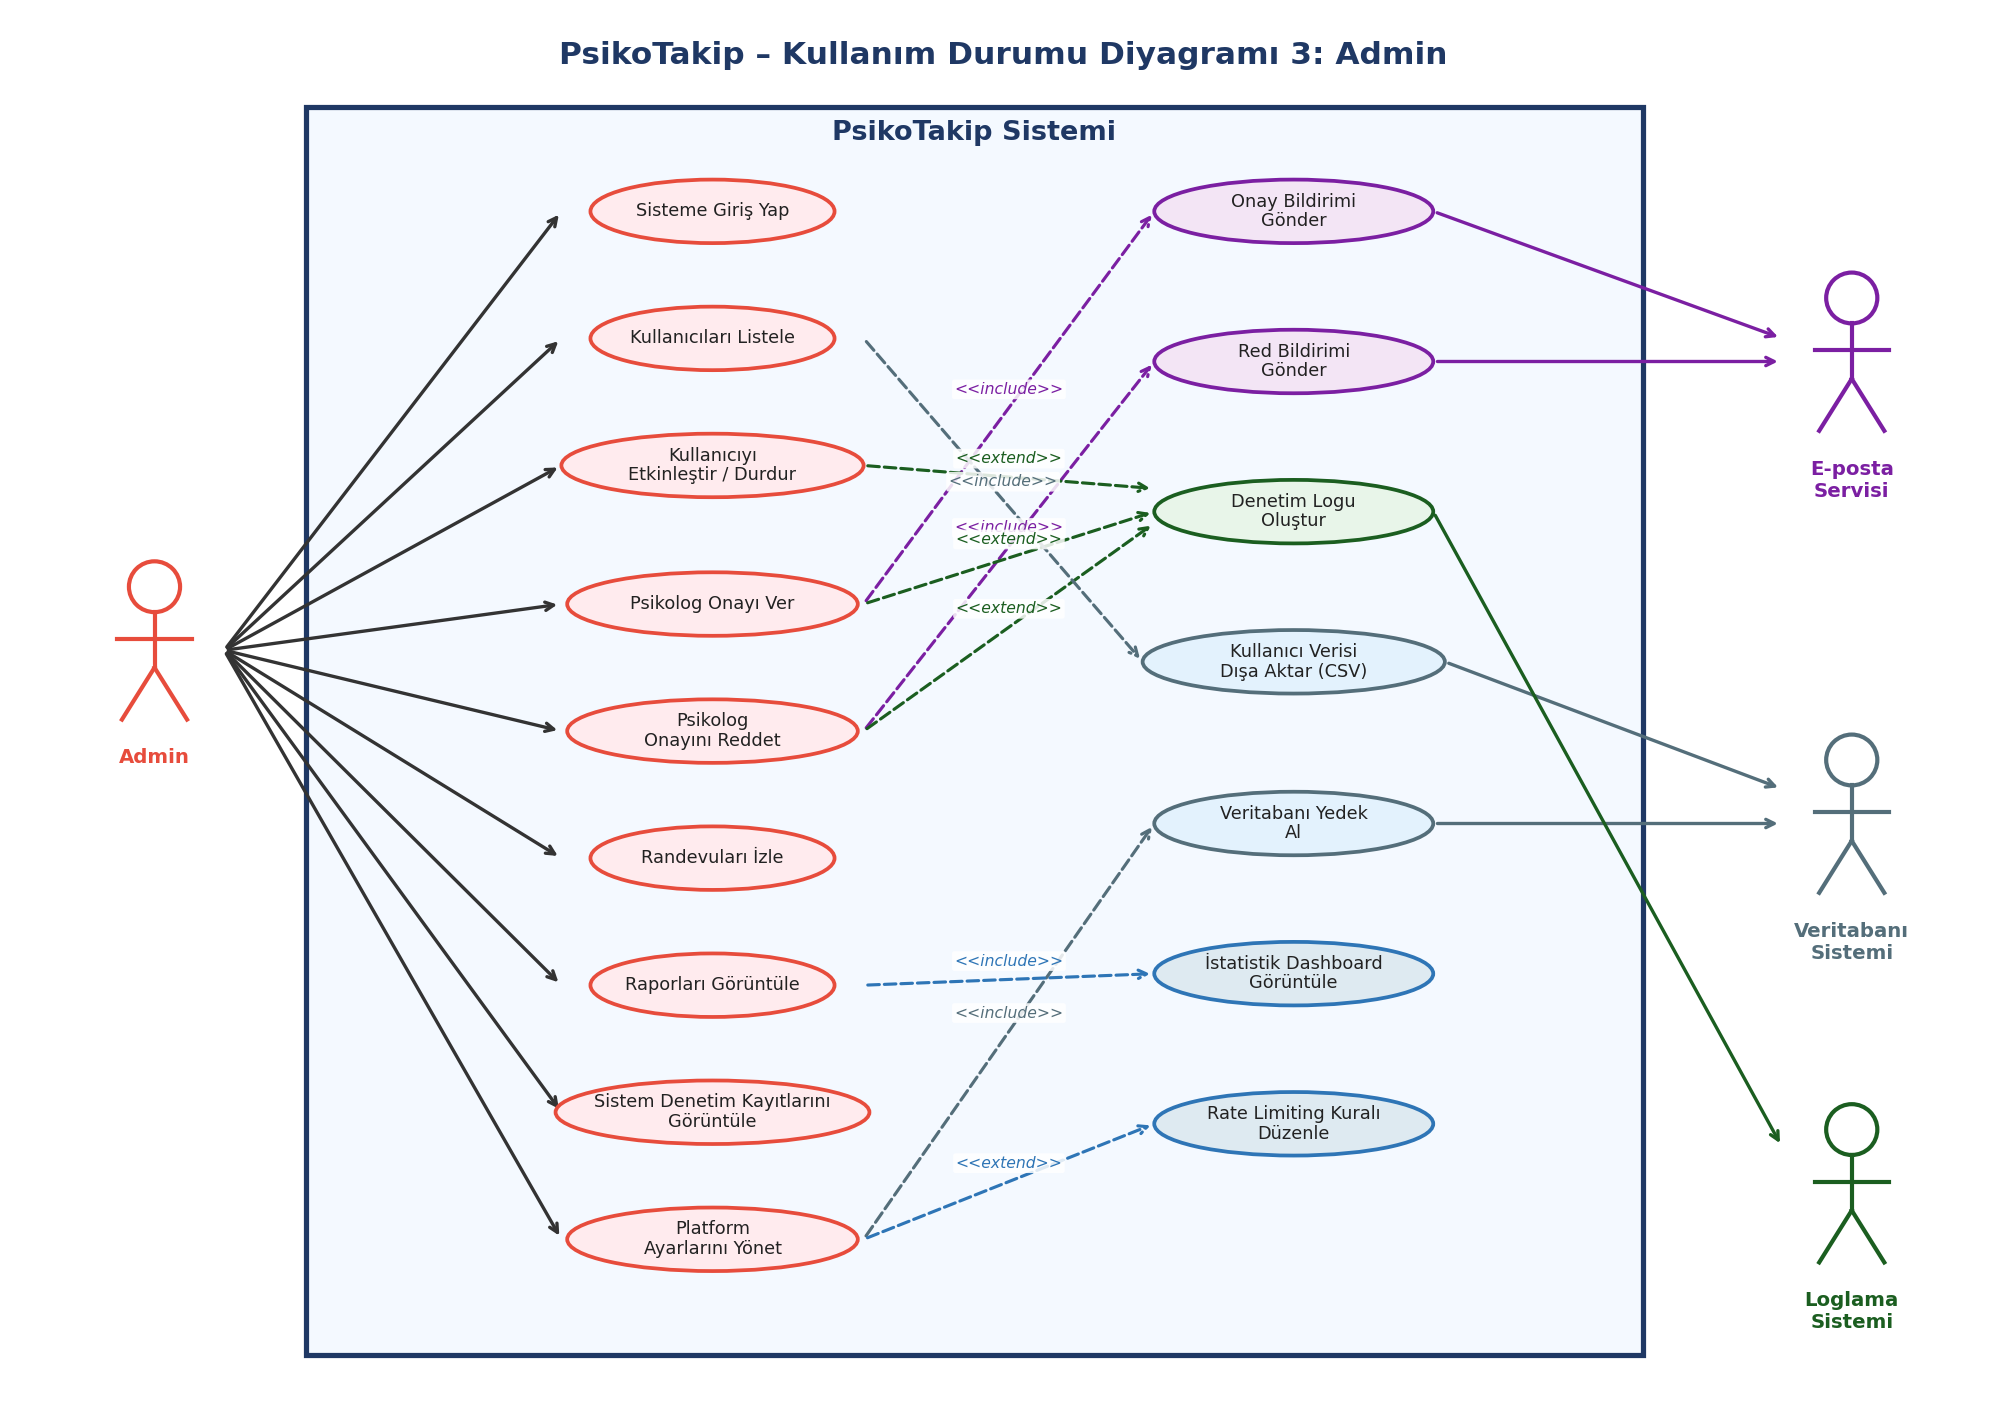 PsikoTakip – Kullanım Durumu Diyagramı 3: Admin
PsikoTakip Sistemi
Admin
Sisteme Giriş Yap
Kullanıcıları Listele
Kullanıcıyı
Etkinleştir / Durdur
Psikolog Onayı Ver
Psikolog
Onayını Reddet
Randevuları İzle
Raporları Görüntüle
Sistem Denetim Kayıtlarını
Görüntüle
Platform
Ayarlarını Yönet
<<include>>
<<extend>>
<<include>>
<<include>>
<<extend>>
<<extend>>
<<include>>
<<include>>
<<extend>>
Onay Bildirimi
Gönder
Red Bildirimi
Gönder
Denetim Logu
Oluştur
Kullanıcı Verisi
Dışa Aktar (CSV)
Veritabanı Yedek
Al
İstatistik Dashboard
Görüntüle
Rate Limiting Kuralı
Düzenle
E-posta
Servisi
Veritabanı
Sistemi
Loglama
Sistemi